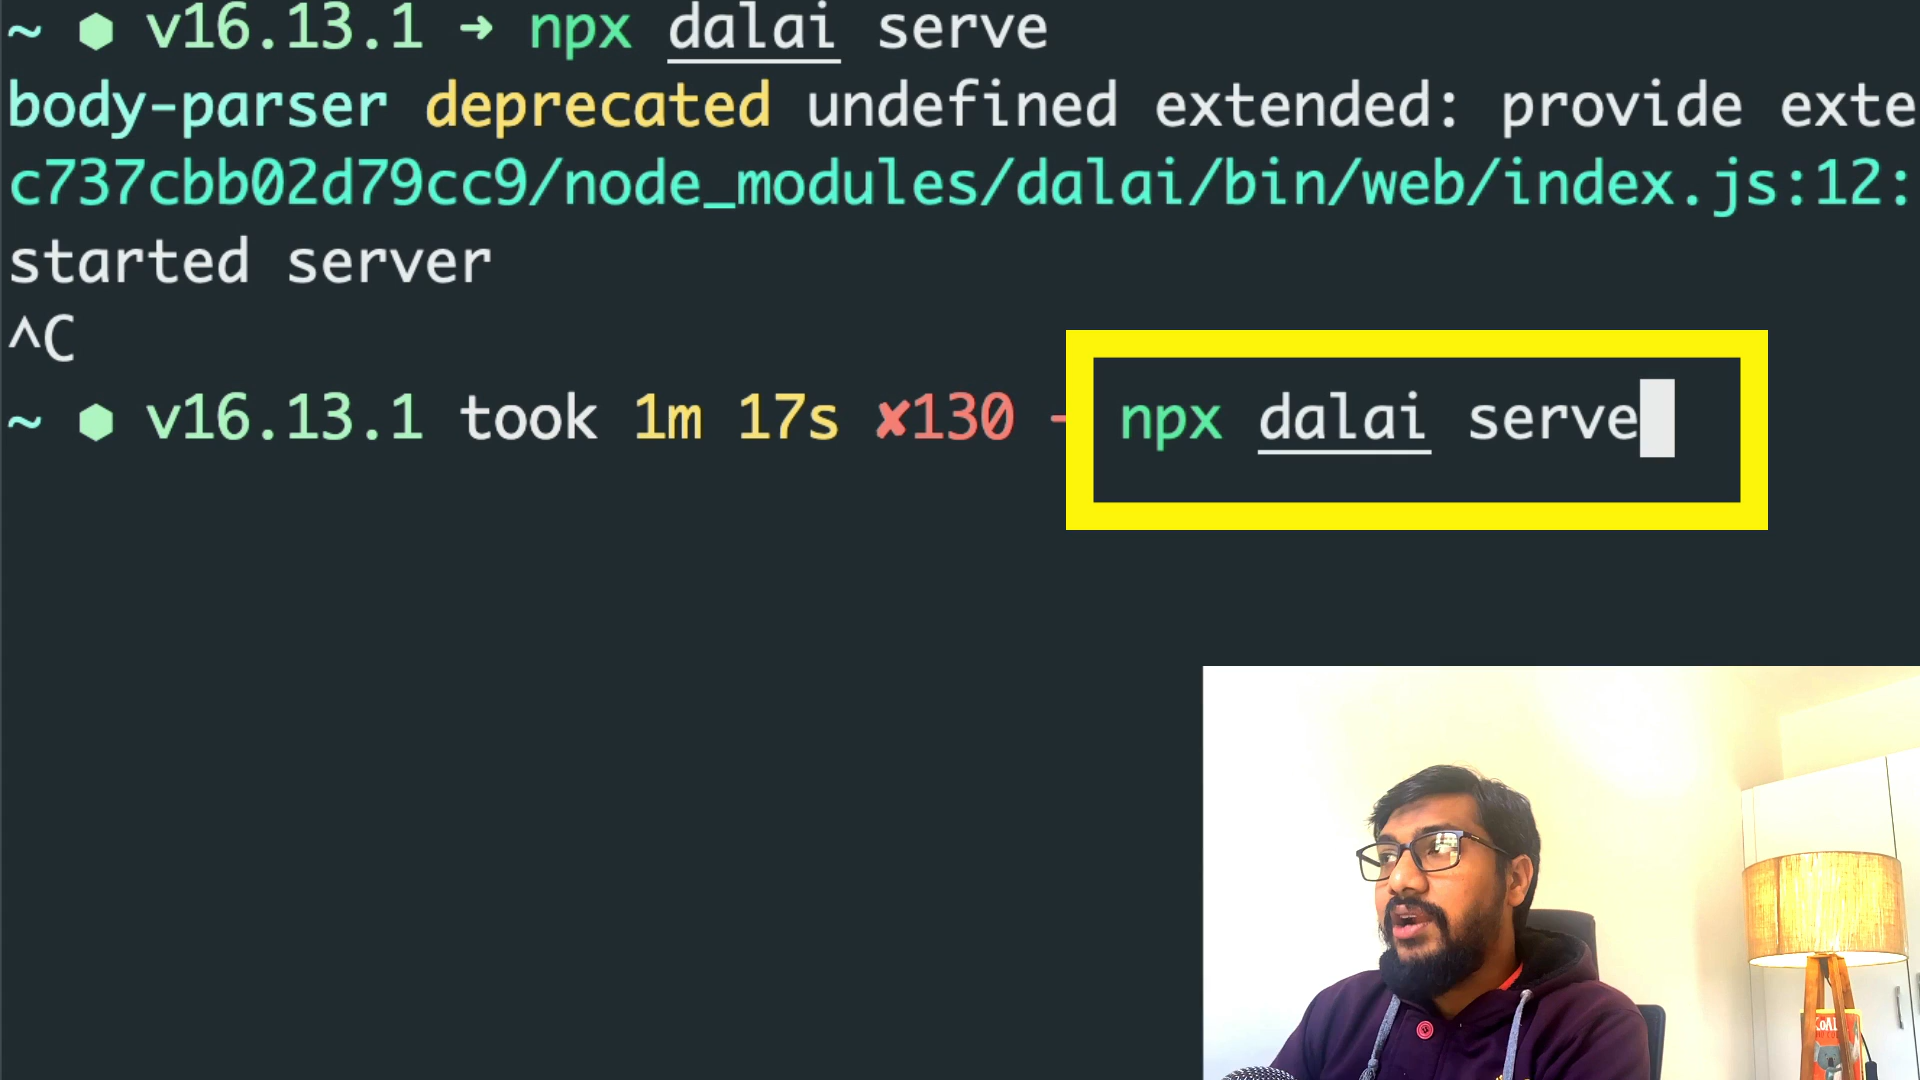 ~ ⬢ v16.13.1 ➜ npx dalai serve
body-parser deprecated undefined extended: provide exte
c737cbb02d79cc9/node_modules/dalai/bin/web/index.js:12:
started server
^C
~ ⬢ v16.13.1 took 1m 17s ✘130 - npx dalai serve
KOAL